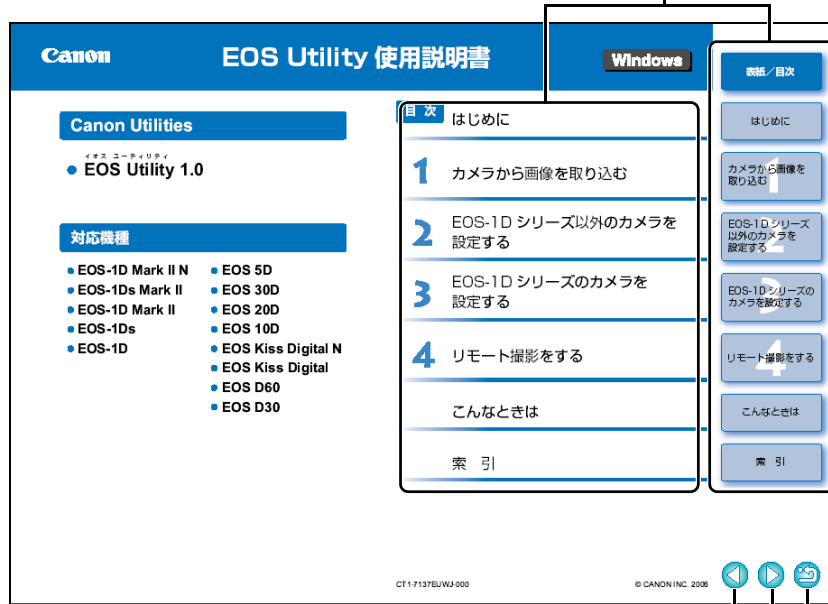 Canon
EOS Utility 使用説明書
Windows
Canon Utilities
イオス ユーティリティ
EOS Utility 1.0
対応機種
EOS-1D Mark II N
EOS-1Ds Mark II
EOS-1D Mark II
EOS-1Ds
EOS-1D
EOS 5D
EOS 30D
EOS 20D
EOS 10D
EOS Kiss Digital N
EOS Kiss Digital
EOS D60
EOS D30
目 次
はじめに
1 カメラから画像を取り込む
2 EOS-1D シリーズ以外のカメラを
設定する
3 EOS-1D シリーズのカメラを
設定する
4 リモート撮影をする
こんなときは
索 引
表紙／目次
はじめに
1
カメラから画像を
取り込む
2
EOS-1D シリーズ
以外のカメラを
設定する
3
EOS-1D シリーズの
カメラを設定する
4
リモート撮影をする
こんなときは
索 引
CT1-7137EUWJ-000
© CANON INC. 2006